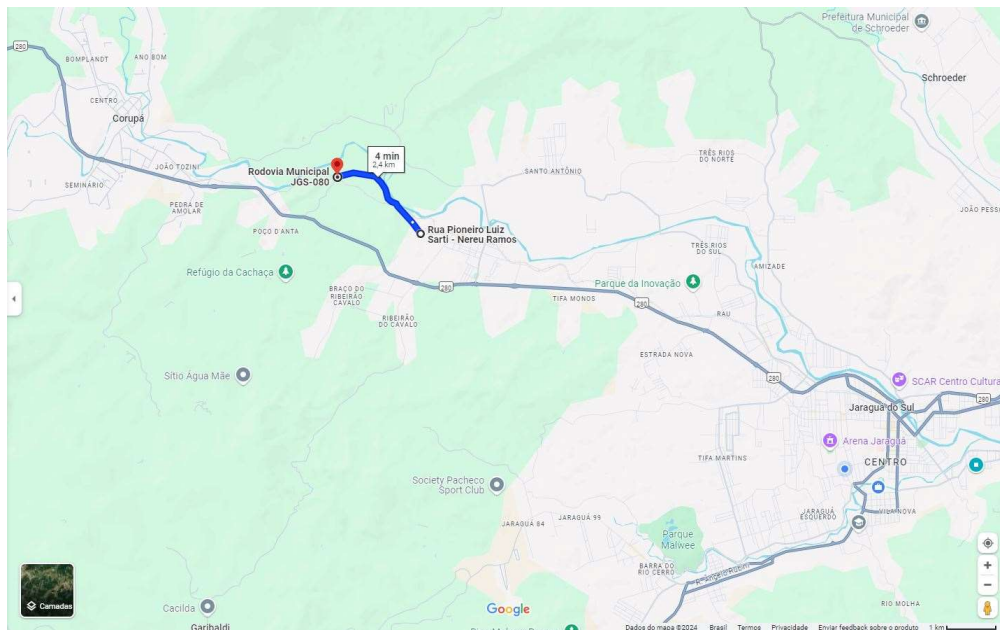 Prefeitura Municipal
de Schroeder
280
BOMPLANDT
ANO BOM
Schroeder
CENTRO
Corupá
4 min
2,4 km
TRÊS RIOS
DO NORTE
JOÃO TOZINI
Rodovia Municipal
JGS-080
SANTO ANTÔNIO
SEMINÁRIO
PEDRA DE
AMOLAR
JOÃO PESSO
POÇO D'ANTA
Rua Pioneiro Luiz
Sarti - Nereu Ramos
TRÊS RIOS
DO SUL
AMIZADE
Refúgio da Cachaça
Parque da Inovação
BRAÇO DO
RIBEIRÃO
CAVALO
280
TIFA MONOS
280
RAU
RIBEIRÃO
DO CAVALO
ESTRADA NOVA
Sítio Água Mãe
280
SCAR Centro Cultura
280
Jaraguá do Sul
Arena Jaraguá
TIFA MARTINS
CENTRO
Society Pacheco
Sport Club
JARAGUÁ 84
JARAGUÁ 99
JARAGUÁ
ESQUERDO
VILA NOVA
Parque
Malwee
BARRA DO
RIO CERRO
R. Ângelo Rubini
Camadas
Cacilda
Google
RIO MOLHA
Garibaldi
Dados do mapa ©2024
Brasil
Termos
Privacidade
Enviar feedback sobre o produto
1 km